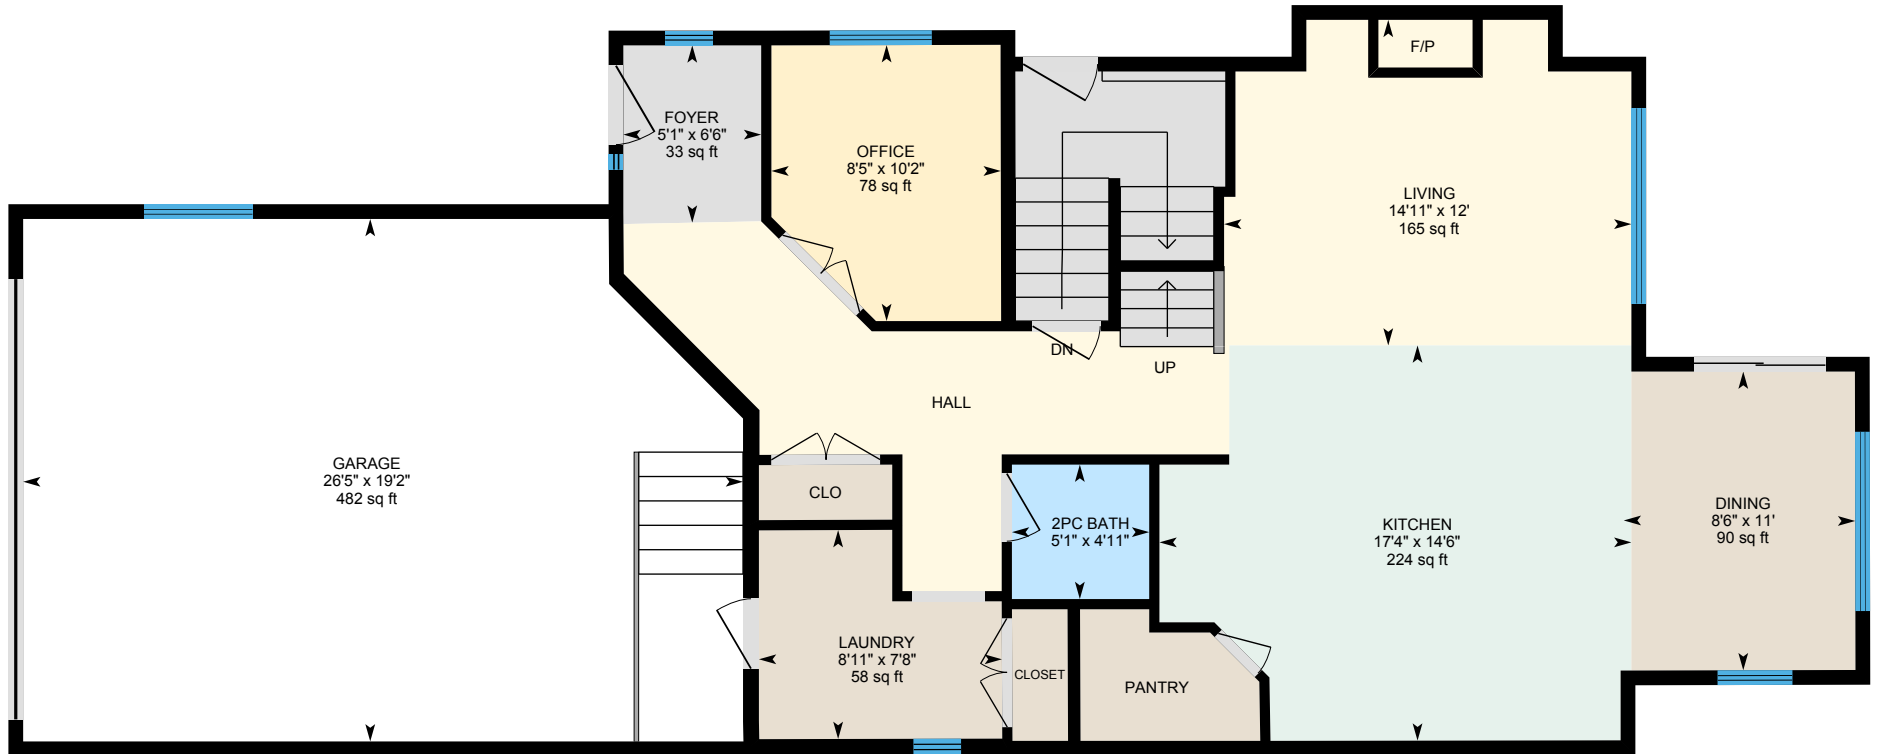 F/P
FOYER
5'1" x 6'6"
33 sq ft
OFFICE
8'5" x 10'2"
78 sq ft
LIVING
14'11" x 12'
165 sq ft
DN
UP
HALL
GARAGE
26'5" x 19'2"
482 sq ft
CLO
2PC BATH
5'1" x 4'11"
KITCHEN
17'4" x 14'6"
224 sq ft
DINING
8'6" x 11'
90 sq ft
LAUNDRY
8'11" x 7'8"
58 sq ft
CLOSET
PANTRY